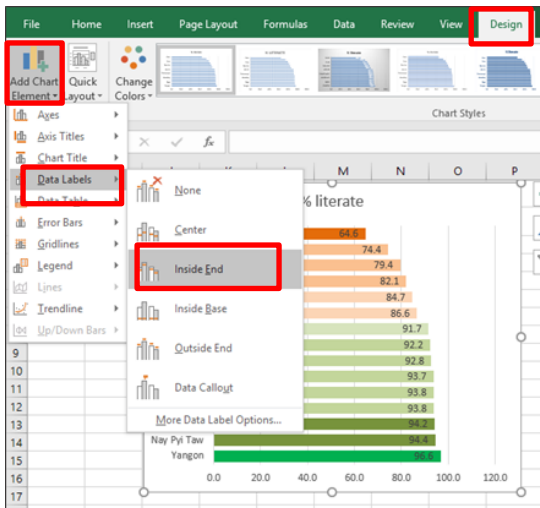 File Home Insert Page Layout Formulas Data Review View Design
Add Chart Element Quick Layout Change Colors
Chart Styles
Axes
Axis Titles
Chart Title
Data Labels
Data Table
Error Bars
Gridlines
Legend
Lines
Trendline
Up/Down Bars
None
Center
Inside End
Inside Base
Outside End
Data Callout
More Data Label Options...
fx
M N O P
% literate
64.6
74.4
79.4
82.1
84.7
86.6
91.7
92.2
92.8
93.7
93.8
93.8
94.2
Nay Pyi Taw 94.4
Yangon 96.6
0.0 20.0 40.0 60.0 80.0 100.0 120.0
9
10
11
12
13
14
15
16
17